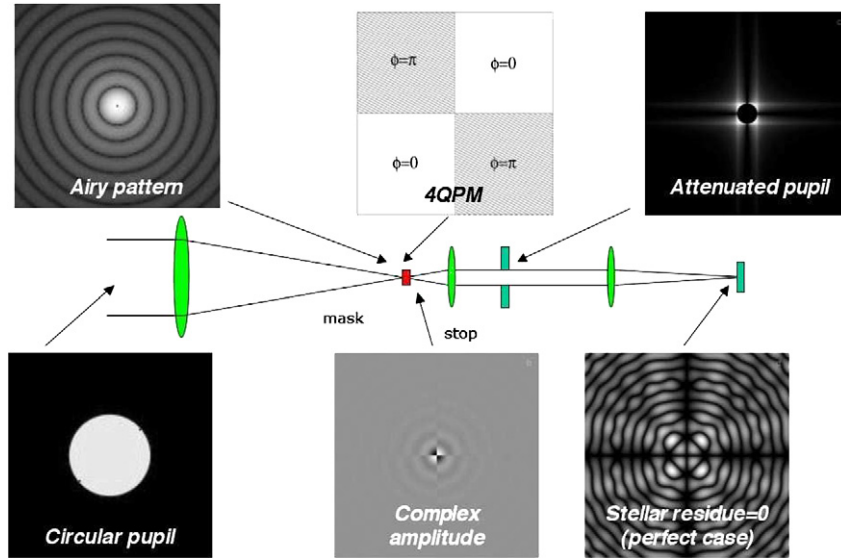 Airy pattern
ϕ=π
ϕ=0
ϕ=0
ϕ=π
4QPM
Attenuated pupil
mask
stop
Circular pupil
Complex
amplitude
Stellar residue=0
(perfect case)